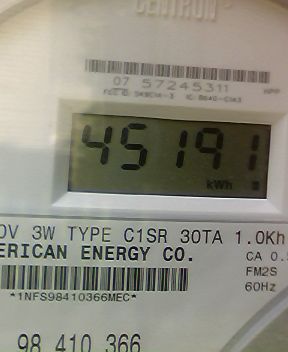 CENTRON
07 57245311
45191
kWh
0V 3W TYPE C1SR 30TA 1.0Kh
ERICAN ENERGY CO. CA 0.
FM2S
*1NFS98410366MEC* 60Hz
98 410 366